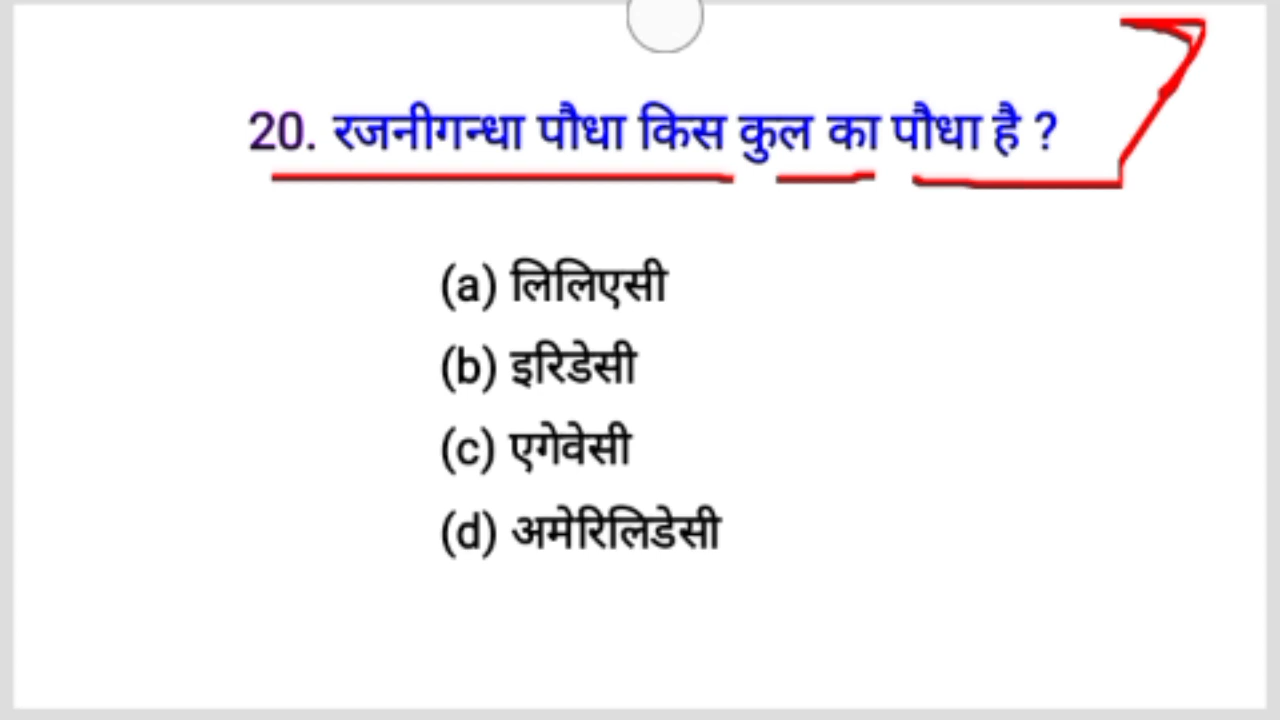 20. रजनीगन्धा पौधा किस कुल का पौधा है ?
(a) लिलिएसी
(b) इरिडेसी
(c) एगेवेसी
(d) अमेरिलिडेसी